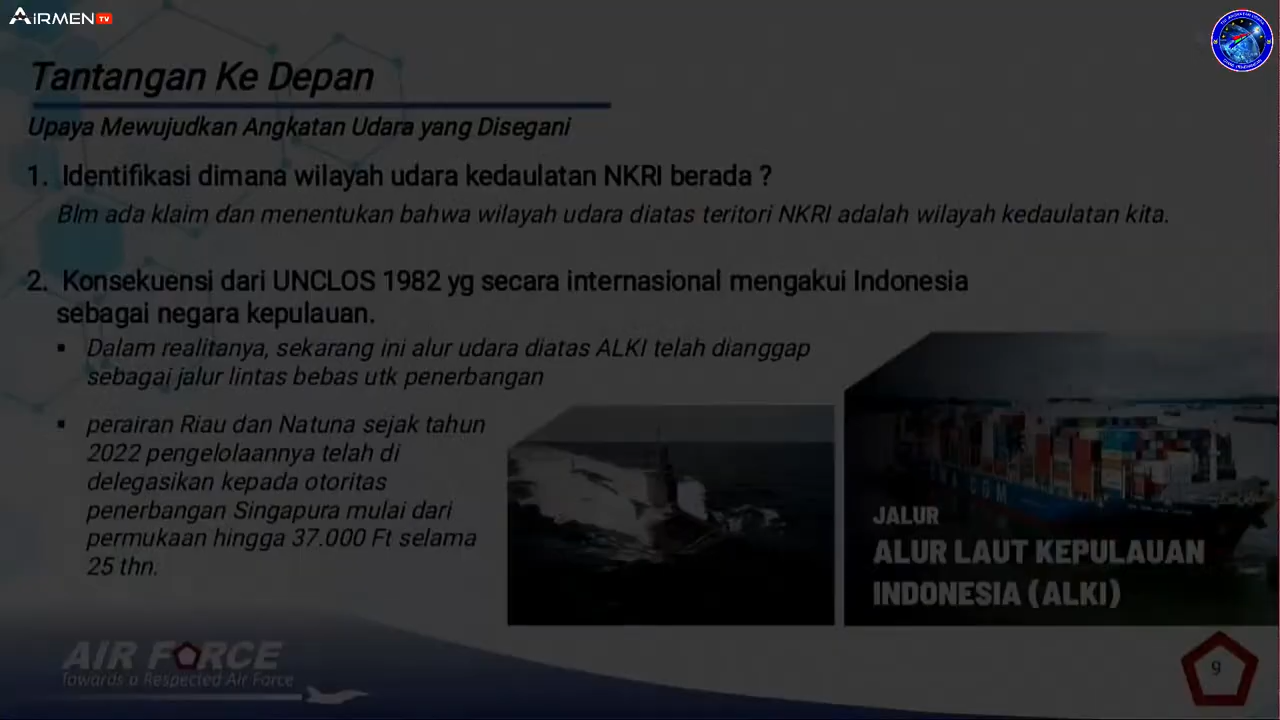 AIRMEN TV
Tantangan Ke Depan
Upaya Mewujudkan Angkatan Udara yang Disegani
1. Identifikasi dimana wilayah udara kedaulatan NKRI berada ?
Blm ada klaim dan menentukan bahwa wilayah udara diatas teritori NKRI adalah wilayah kedaulatan kita.
2. Konsekuensi dari UNCLOS 1982 yg secara internasional mengakui Indonesia
sebagai negara kepulauan.
▪ Dalam realitanya, sekarang ini alur udara diatas ALKI telah dianggap
sebagai jalur lintas bebas utk penerbangan
▪ perairan Riau dan Natuna sejak tahun
2022 pengelolaannya telah di
delegasikan kepada otoritas
penerbangan Singapura mulai dari
permukaan hingga 37.000 Ft selama
25 thn.
JALUR
ALUR LAUT KEPULAUAN
INDONESIA (ALKI)
AIR FORCE
Towards a Respected Air Force
9